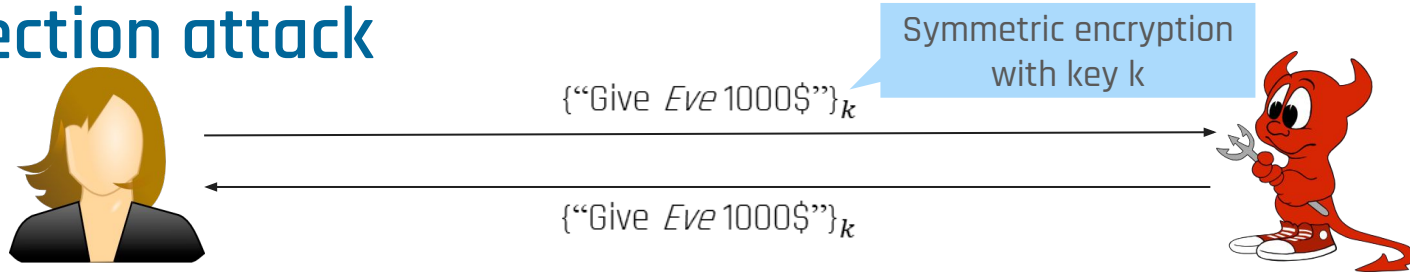 ection attack
Symmetric encryption
with key k
{“Give Eve 1000$”}k
{“Give Eve 1000$”}k